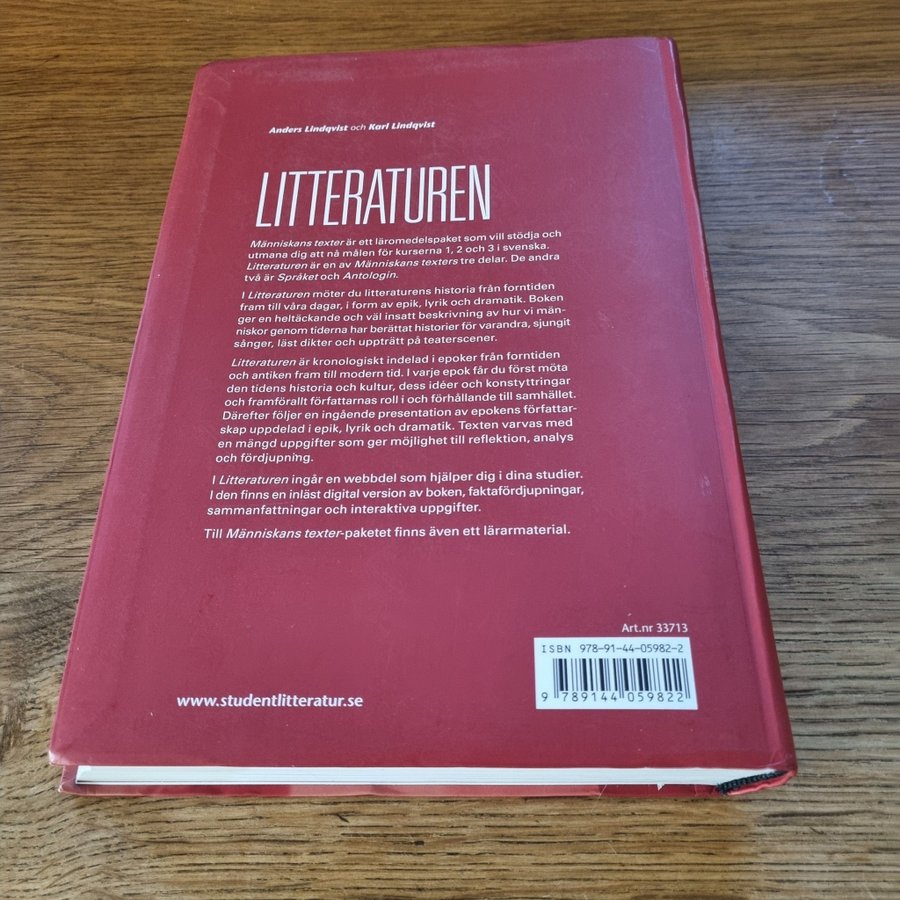 Anders Lindqvist och Karl Lindqvist
LITTERATUREN
Människans texter är ett läromedelspaket som vill stödja och
utmana dig att nå målen för kurserna 1, 2 och 3 i svenska.
Litteraturen är en av Människans texters tre delar. De andra
två är Språket och Antologin.
I Litteraturen möter du litteraturens historia från forntiden
fram till våra dagar, i form av epik, lyrik och dramatik. Boken
ger en heltäckande och väl insatt beskrivning av hur vi män-
niskor genom tiderna har berättat historier för varandra, sjungit
sånger, läst dikter och uppträtt på teaterscener.
Litteraturen är kronologiskt indelad i epoker från forntiden
och antiken fram till modern tid. I varje epok får du först möta
den tidens historia och kultur, dess idéer och konstyttringar
och framförallt författarnas roll i och förhållande till samhället.
Därefter följer en ingående presentation av epokens författar-
skap uppdelad i epik, lyrik och dramatik. Texten varvas med
en mängd uppgifter som ger möjlighet till reflektion, analys
och fördjupning.
I Litteraturen ingår en webbdel som hjälper dig i dina studier.
I den finns en inläst digital version av boken, faktafördjupningar,
sammanfattningar och interaktiva uppgifter.
Till Människans texter-paketet finns även ett lärarmaterial.
Art.nr 33713
ISBN 978-91-44-05982-2
9 789144 059822
www.studentlitteratur.se